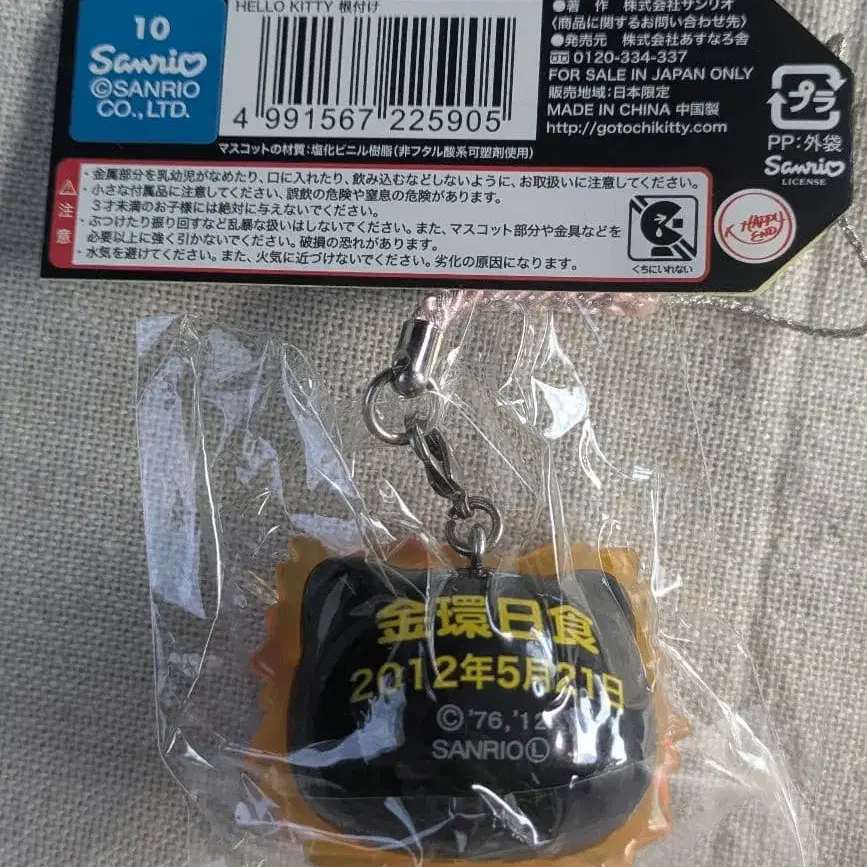 10
Sanrio
©SANRIO
CO., LTD.
HELLO KITTY 根付け
4 991567 225905
マスコットの材質:塩化ビニル樹脂(非フタル酸系可塑剤使用)
●著作 株式会社サンリオ
〈商品に関するお問い合わせ先〉
●発売元 株式会社あすなろ舎
0120-334-337
FOR SALE IN JAPAN ONLY
販売地域:日本限定
MADE IN CHINA 中国製
http://gotochikitty.com
プラ
PP:外袋
Sanrio
LICENSE
注意
・金属部分を乳幼児がなめたり、口に入れたり、飲み込むなどしないように、お取扱いに注意してください。
・小さな付属品に注意してください、誤飲の危険や窒息の危険があります。
3才未満のお子様には絶対に与えないでください。
・ぶつけたり振り回すなど乱暴な扱いはしないでください。また、マスコット部分や金具などを
必要以上に強く引かないでください。破損の恐れがあります。
・水気を避けてください。また、火気に近づけないでください。劣化の原因になります。
くちにいれない
HAPPY
END
金環日食
2012年5月21日
©'76,'12
SANRIO Ⓛ